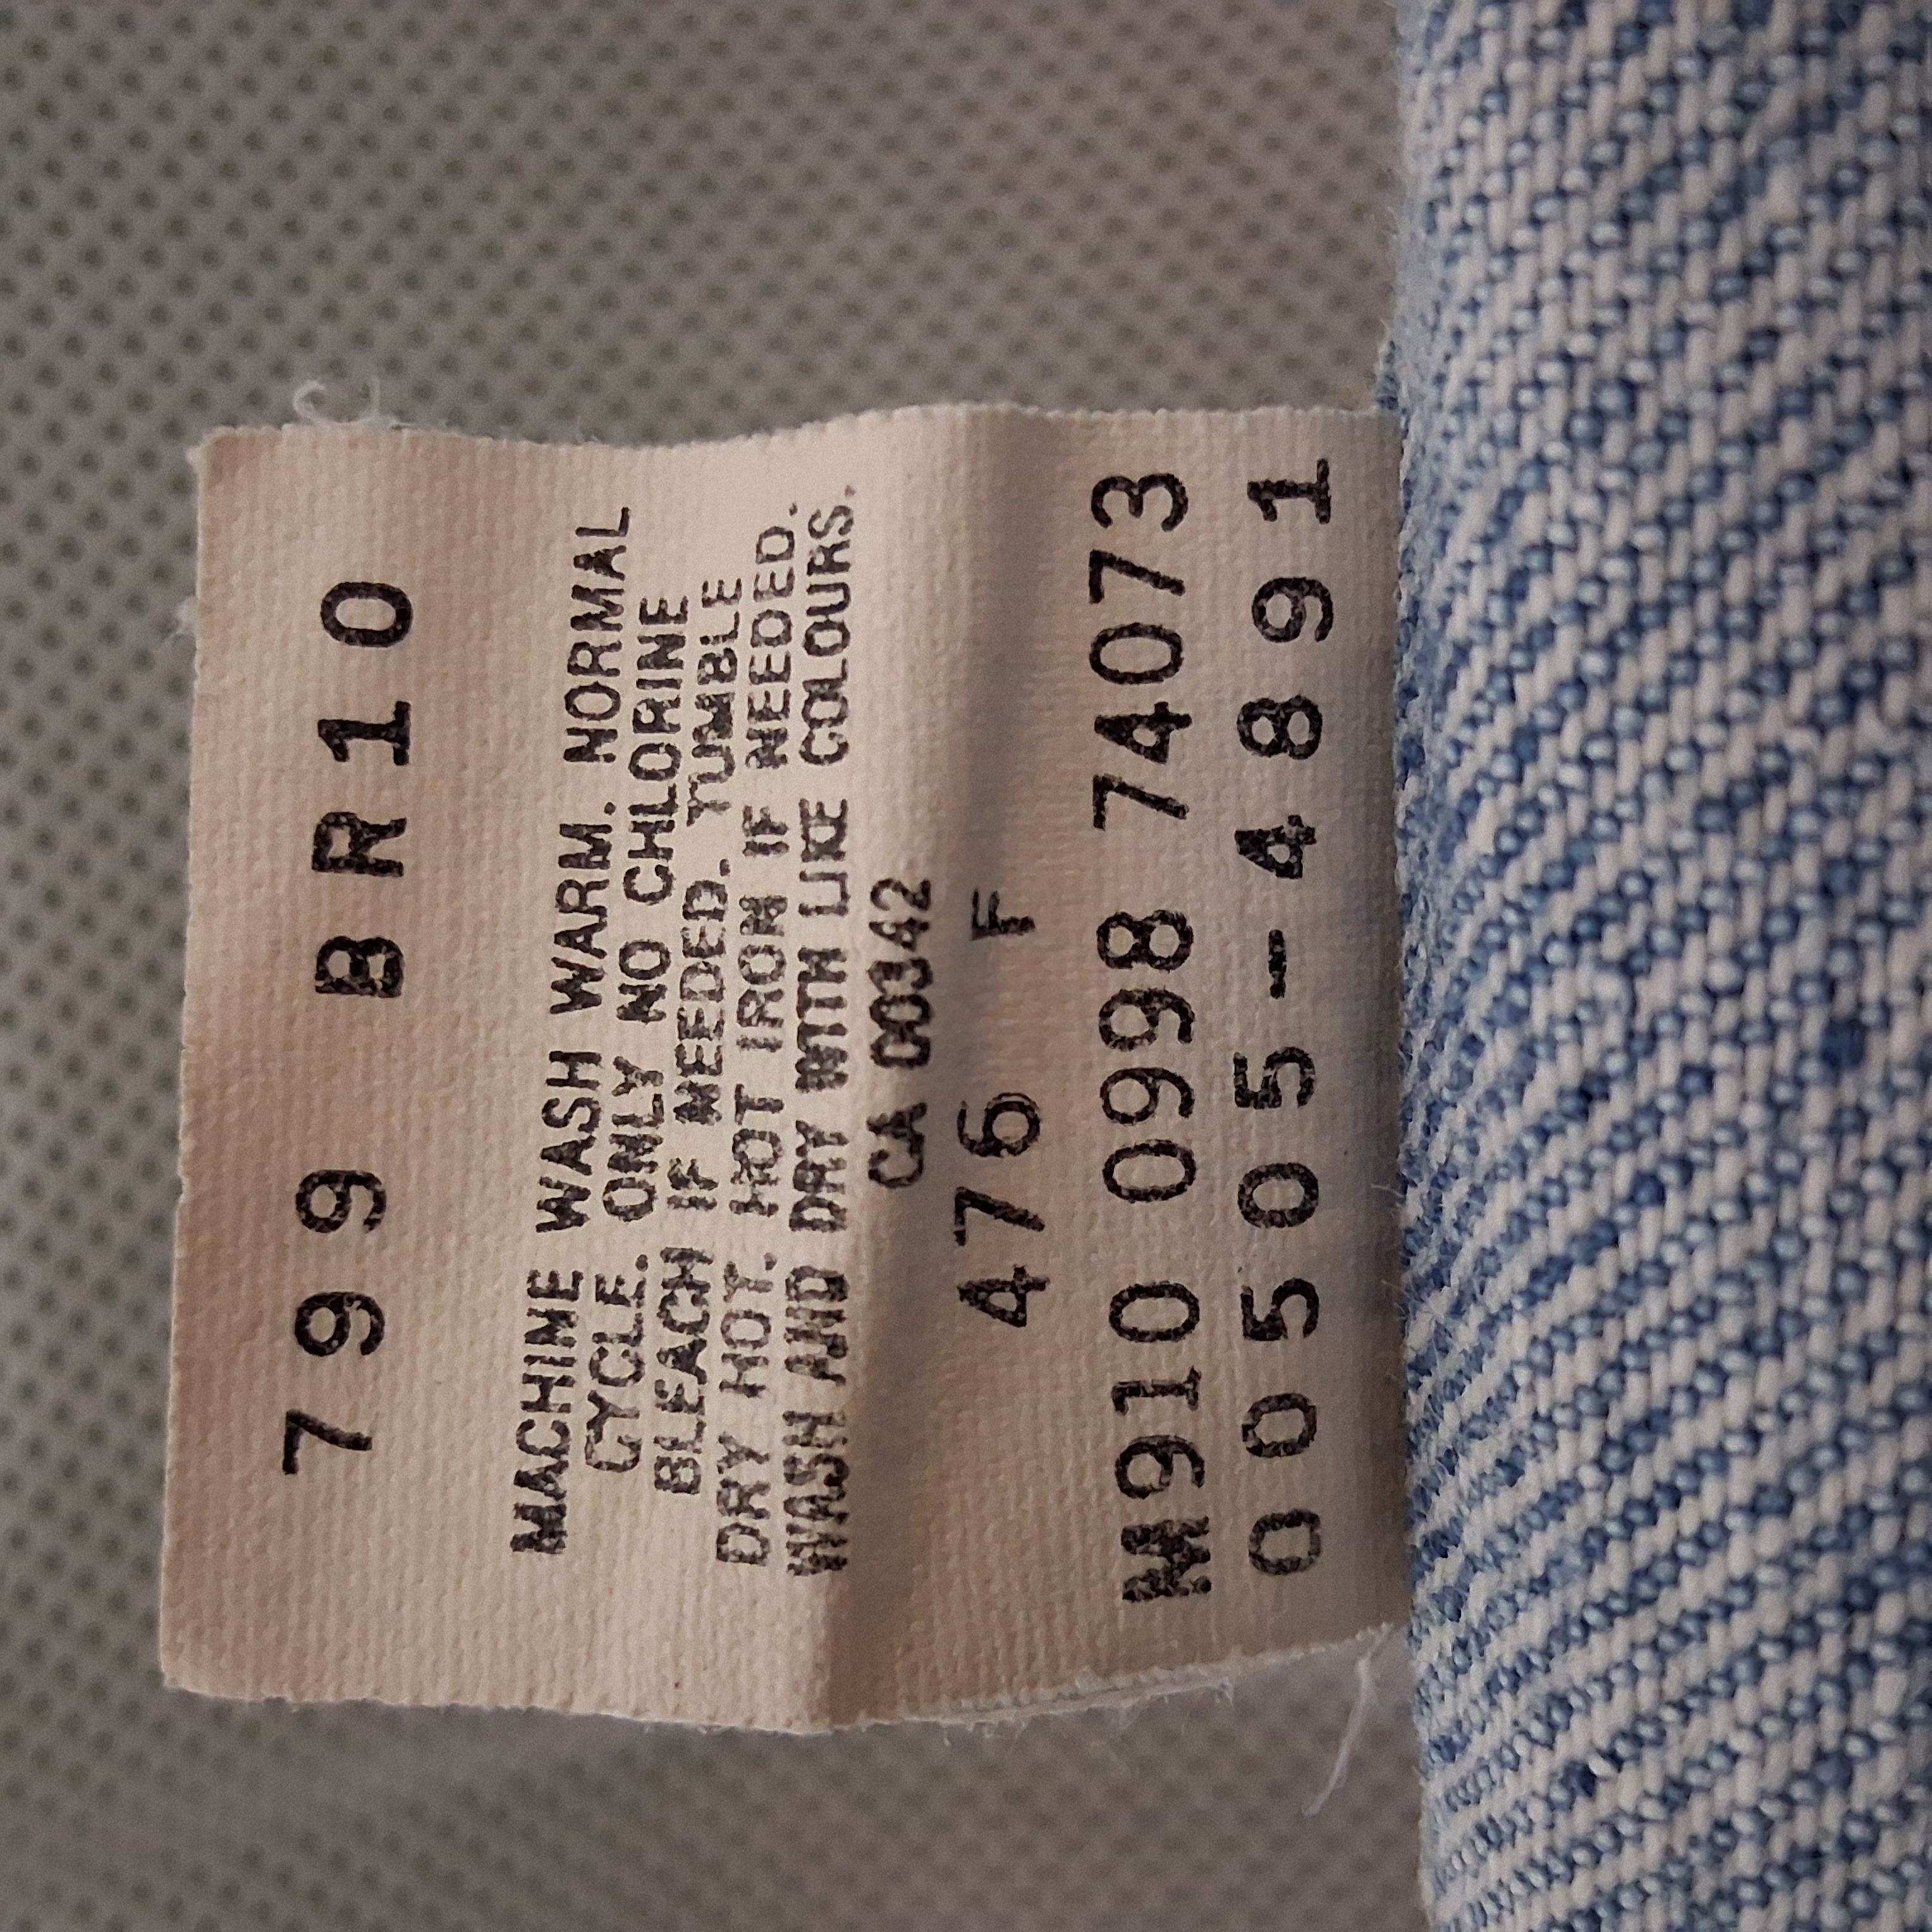 799 BR10
MACHINE WASH WARM. NORMAL
CYCLE. ONLY NO CHLORINE
BLEACH IF NEEDED. TUMBLE
DRY HOT. HOT IRON IF NEEDED.
WASH AND DRY WITH LIKE COLOURS.
CA 00342
476 F
M910 0998 74073
00505-4891